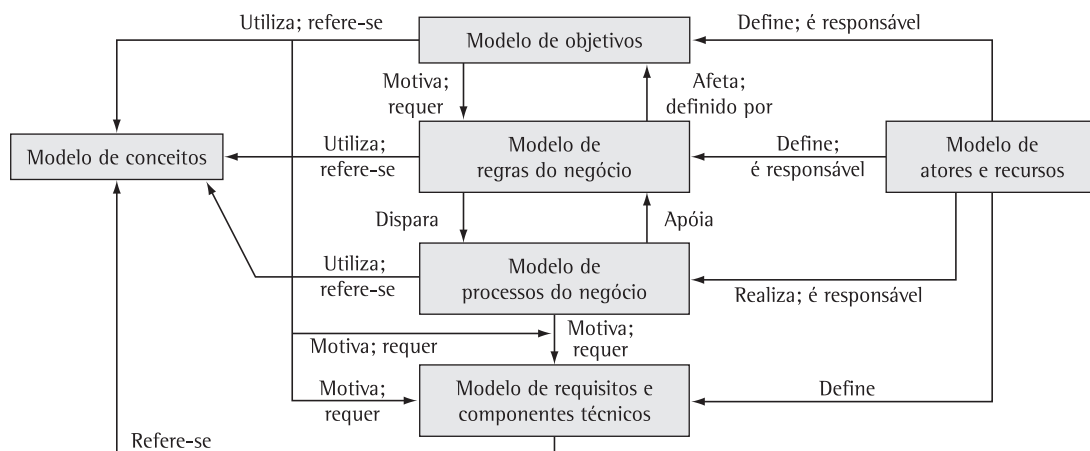 Utiliza; refere-se
Modelo de objetivos
Define; é responsável
Motiva;
requer
Afeta;
definido por
Modelo de conceitos
Utiliza;
refere-se
Modelo de
regras do negócio
Define;
é responsável
Modelo de
atores e recursos
Dispara
Apóia
Utiliza;
refere-se
Modelo de
processos do negócio
Realiza; é responsável
Motiva; requer
Motiva;
requer
Motiva;
requer
Modelo de requisitos e
componentes técnicos
Define
Refere-se